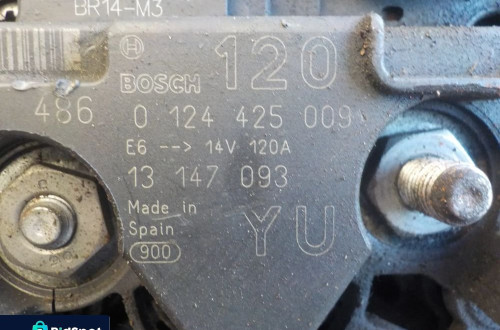 BR14-M3
BOSCH 120
486 0 124 425 009
E6 --> 14V 120A
13 147 093
Made in
Spain
YU
900
BidSpot